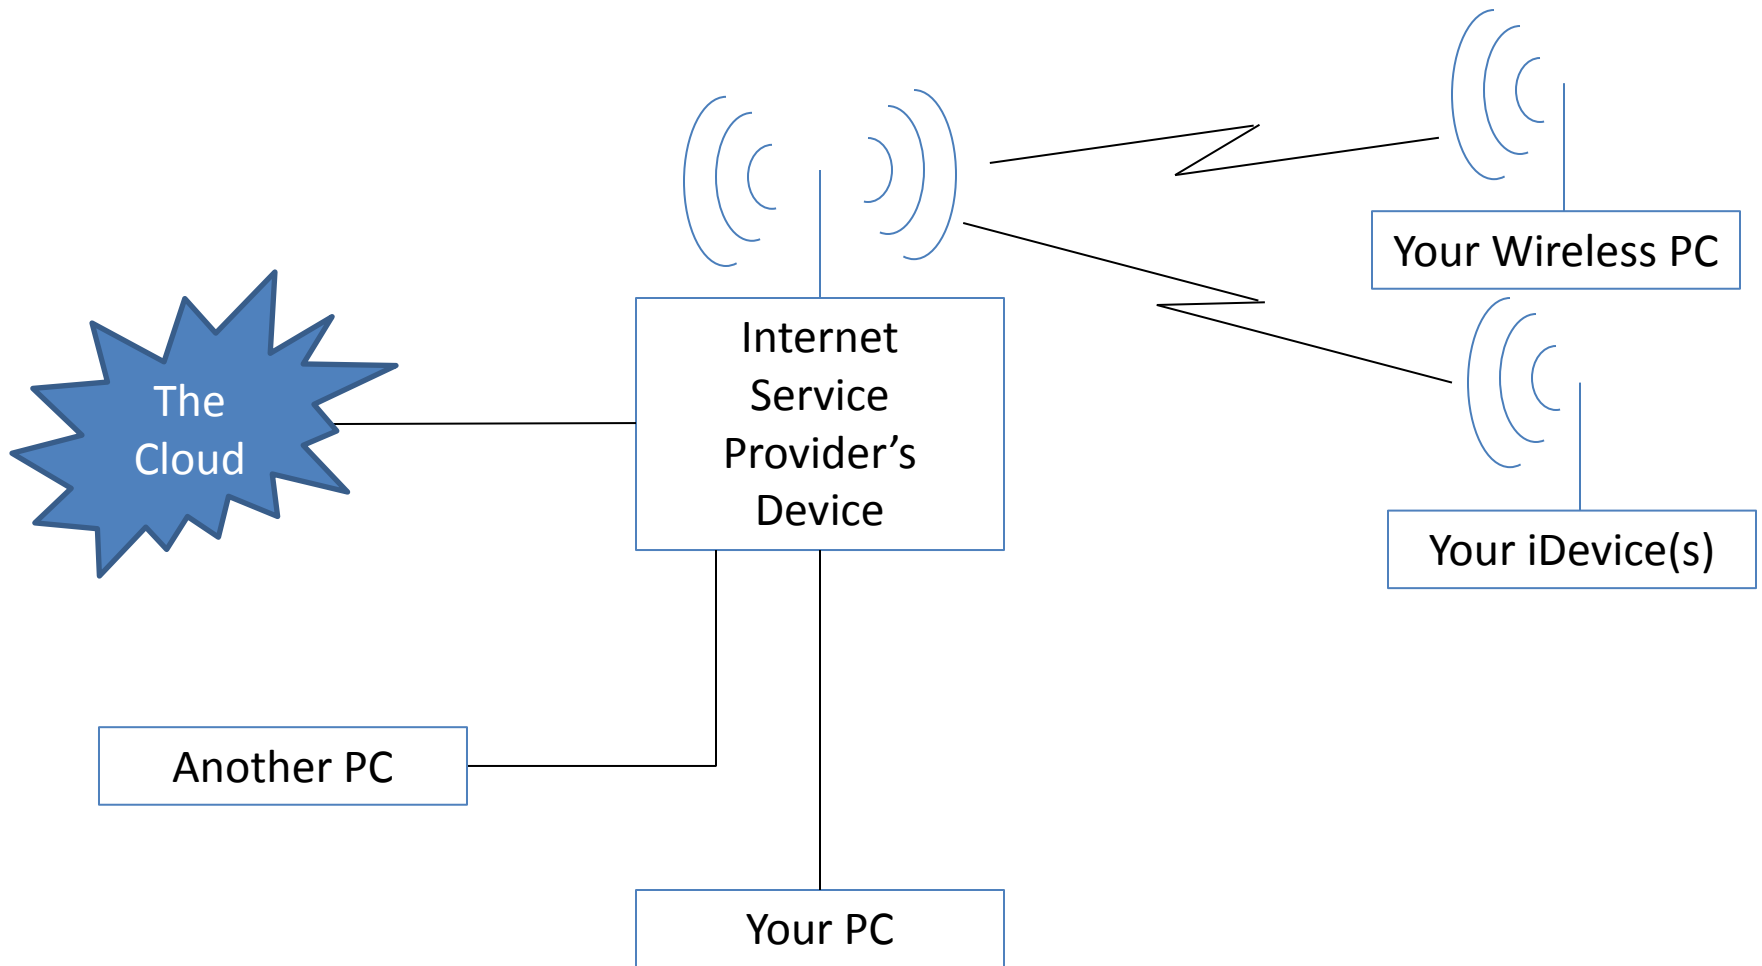 Your Wireless PC
Internet
Service
Provider’s
Device
The
Cloud
Your iDevice(s)
Another PC
Your PC